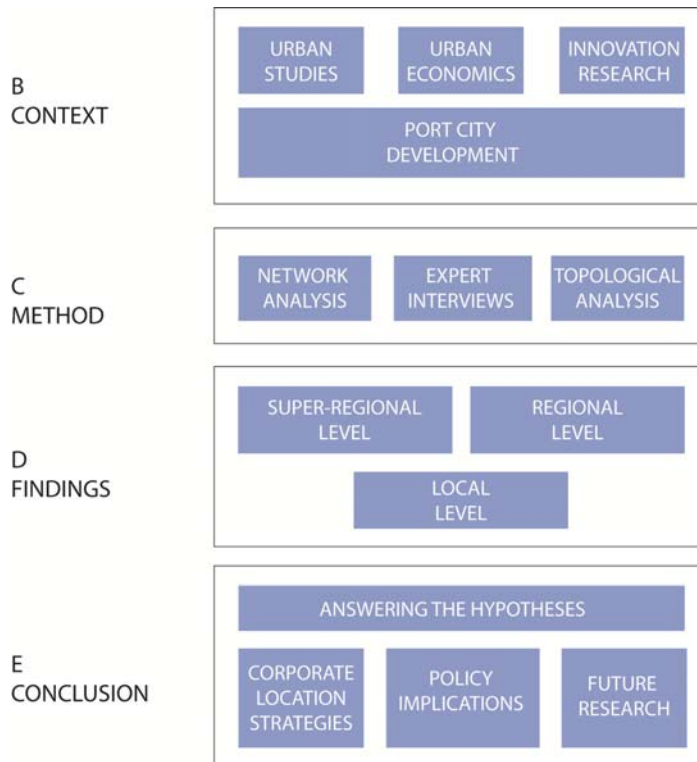 B
CONTEXT
URBAN
STUDIES
URBAN
ECONOMICS
INNOVATION
RESEARCH
PORT CITY
DEVELOPMENT
C
METHOD
NETWORK
ANALYSIS
EXPERT
INTERVIEWS
TOPOLOGICAL
ANALYSIS
D
FINDINGS
SUPER-REGIONAL
LEVEL
REGIONAL
LEVEL
LOCAL
LEVEL
E
CONCLUSION
ANSWERING THE HYPOTHESES
CORPORATE
LOCATION
STRATEGIES
POLICY
IMPLICATIONS
FUTURE
RESEARCH